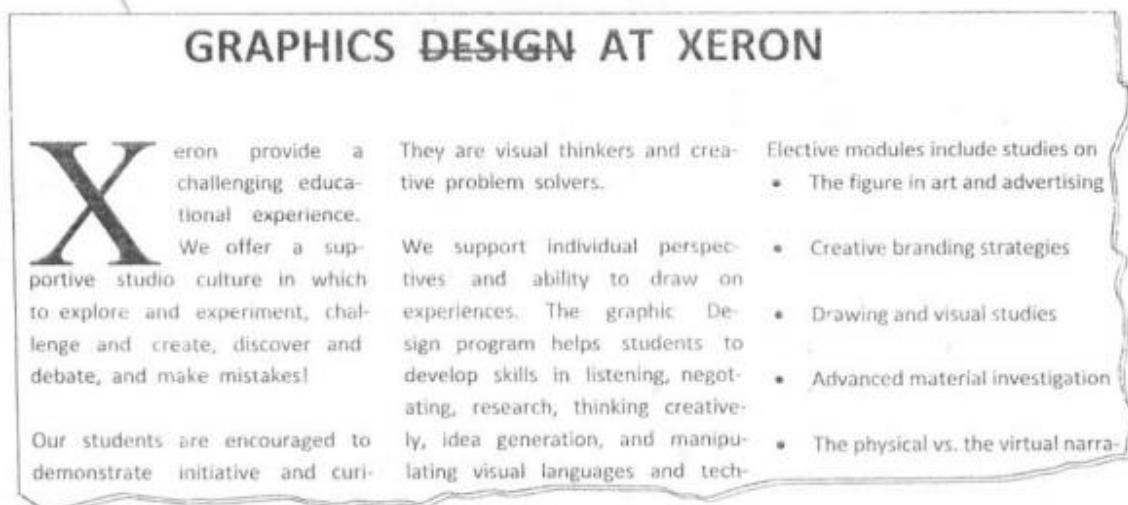 GRAPHICS DESIGN AT XERON
Xeron provide a
challenging educa-
tional experience.
We offer a sup-
portive studio culture in which
to explore and experiment, chal-
lenge and create, discover and
debate, and make mistakes!
Our students are encouraged to
demonstrate initiative and curi-
They are visual thinkers and crea-
tive problem solvers.
We support individual perspec-
tives and ability to draw on
experiences. The graphic De-
sign program helps students to
develop skills in listening, negot-
ating, research, thinking creative-
ly, idea generation, and manipu-
lating visual languages and tech-
Elective modules include studies on
• The figure in art and advertising
• Creative branding strategies
• Drawing and visual studies
• Advanced material investigation
• The physical vs. the virtual narra-